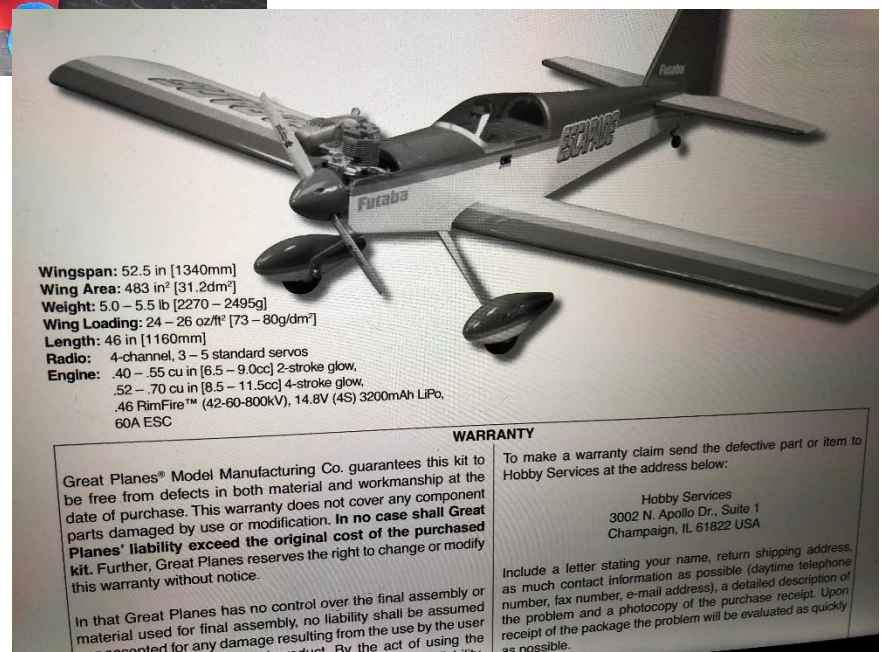 Futaba
ESCAPADE
Futaba
Wingspan: 52.5 in [1340mm]
Wing Area: 483 in² [31.2dm²]
Weight: 5.0 – 5.5 lb [2270 – 2495g]
Wing Loading: 24 – 26 oz/ft² [73 – 80g/dm²]
Length: 46 in [1160mm]
Radio: 4-channel, 3 – 5 standard servos
Engine: .40 – .55 cu in [6.5 – 9.0cc] 2-stroke glow,
.52 – .70 cu in [8.5 – 11.5cc] 4-stroke glow,
.46 RimFire™ (42-60-800kV), 14.8V (4S) 3200mAh LiPo,
60A ESC
WARRANTY
Great Planes® Model Manufacturing Co. guarantees this kit to
be free from defects in both material and workmanship at the
date of purchase. This warranty does not cover any component
parts damaged by use or modification. In no case shall Great
Planes' liability exceed the original cost of the purchased
kit. Further, Great Planes reserves the right to change or modify
this warranty without notice.
In that Great Planes has no control over the final assembly or
material used for final assembly, no liability shall be assumed
for any damage resulting from the use by the user
By the act of using the
To make a warranty claim send the defective part or item to
Hobby Services at the address below:
Hobby Services
3002 N. Apollo Dr., Suite 1
Champaign, IL 61822 USA
Include a letter stating your name, return shipping address,
as much contact information as possible (daytime telephone
number, fax number, e-mail address), a detailed description of
the problem and a photocopy of the purchase receipt. Upon
receipt of the package the problem will be evaluated as quickly
as possible.